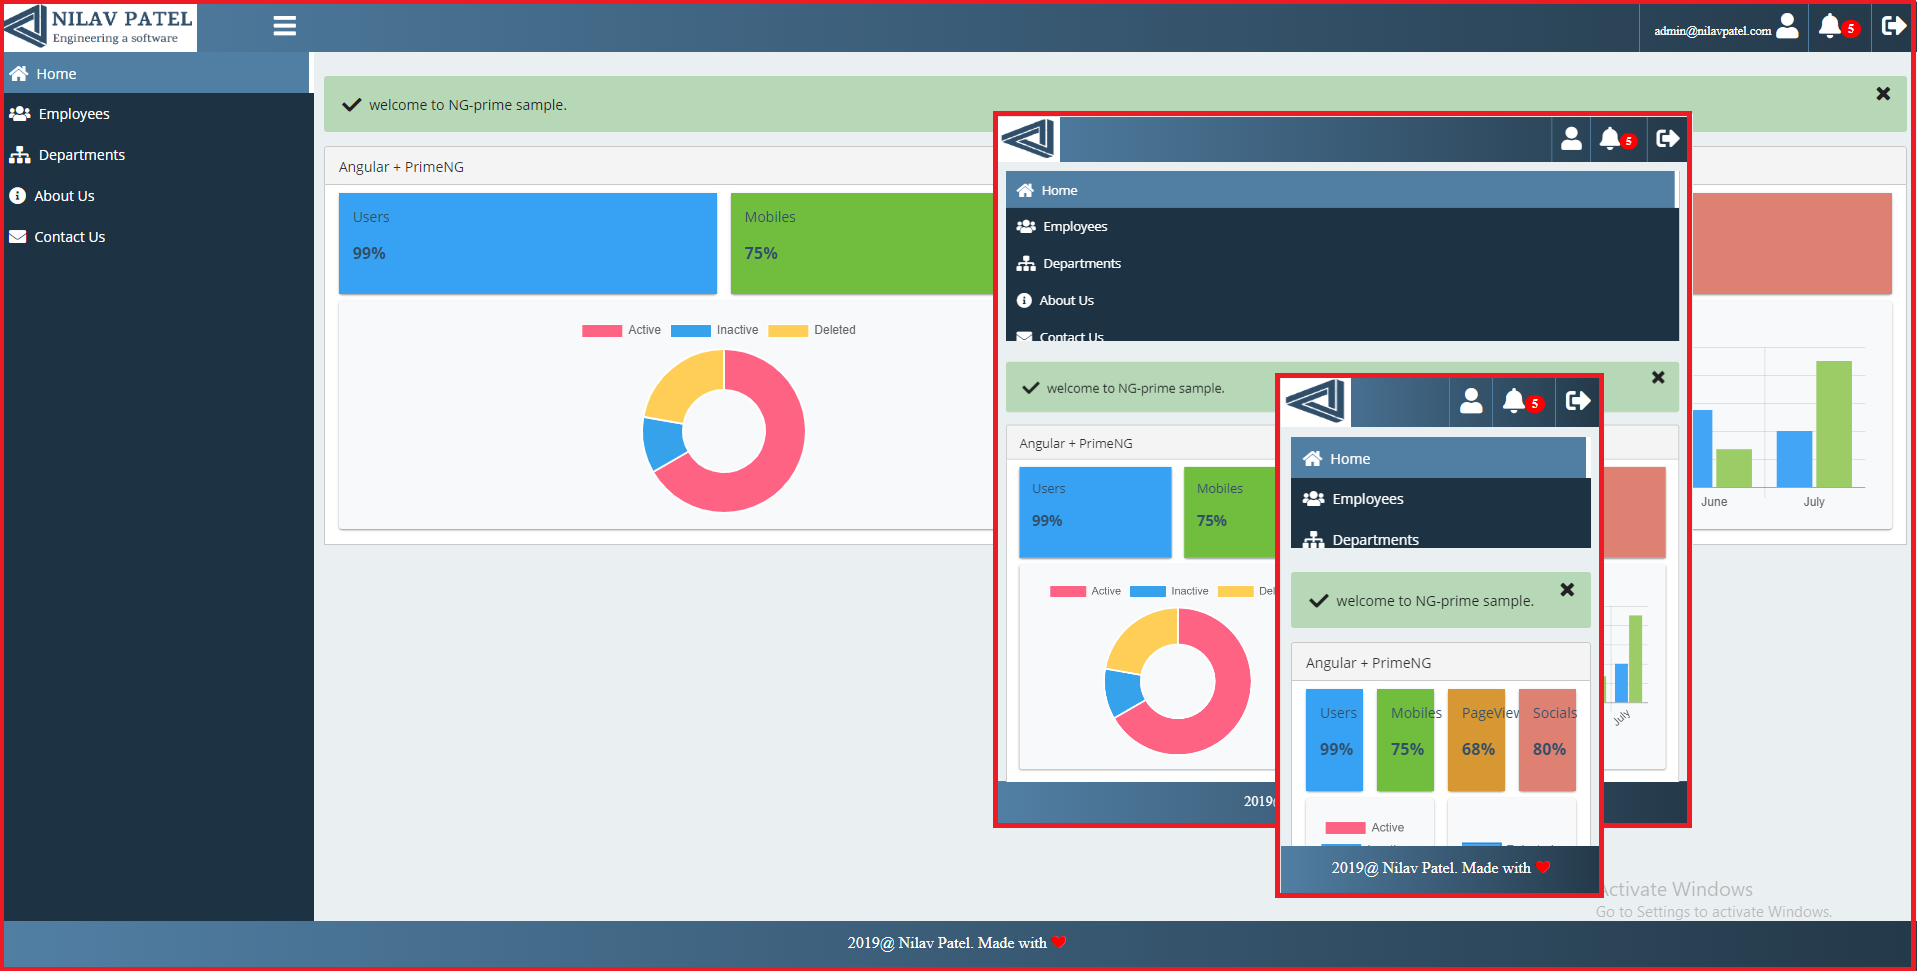 NILAV PATEL
Engineering a software
admin@nilavpatel.com
5
Home
Employees
Departments
About Us
Contact Us
welcome to NG-prime sample.
Angular + PrimeNG
Users
99%
Mobiles
75%
Active Inactive Deleted
June July
5
Home
Employees
Departments
About Us
Contact Us
welcome to NG-prime sample.
Angular + PrimeNG
Users
99%
Mobiles
75%
Active Inactive Del
July
2019@
5
Home
Employees
Departments
welcome to NG-prime sample.
Angular + PrimeNG
Users Mobiles PageView Socials
99% 75% 68% 80%
Active
2019@ Nilav Patel. Made with
Activate Windows
Go to Settings to activate Windows.
2019@ Nilav Patel. Made with